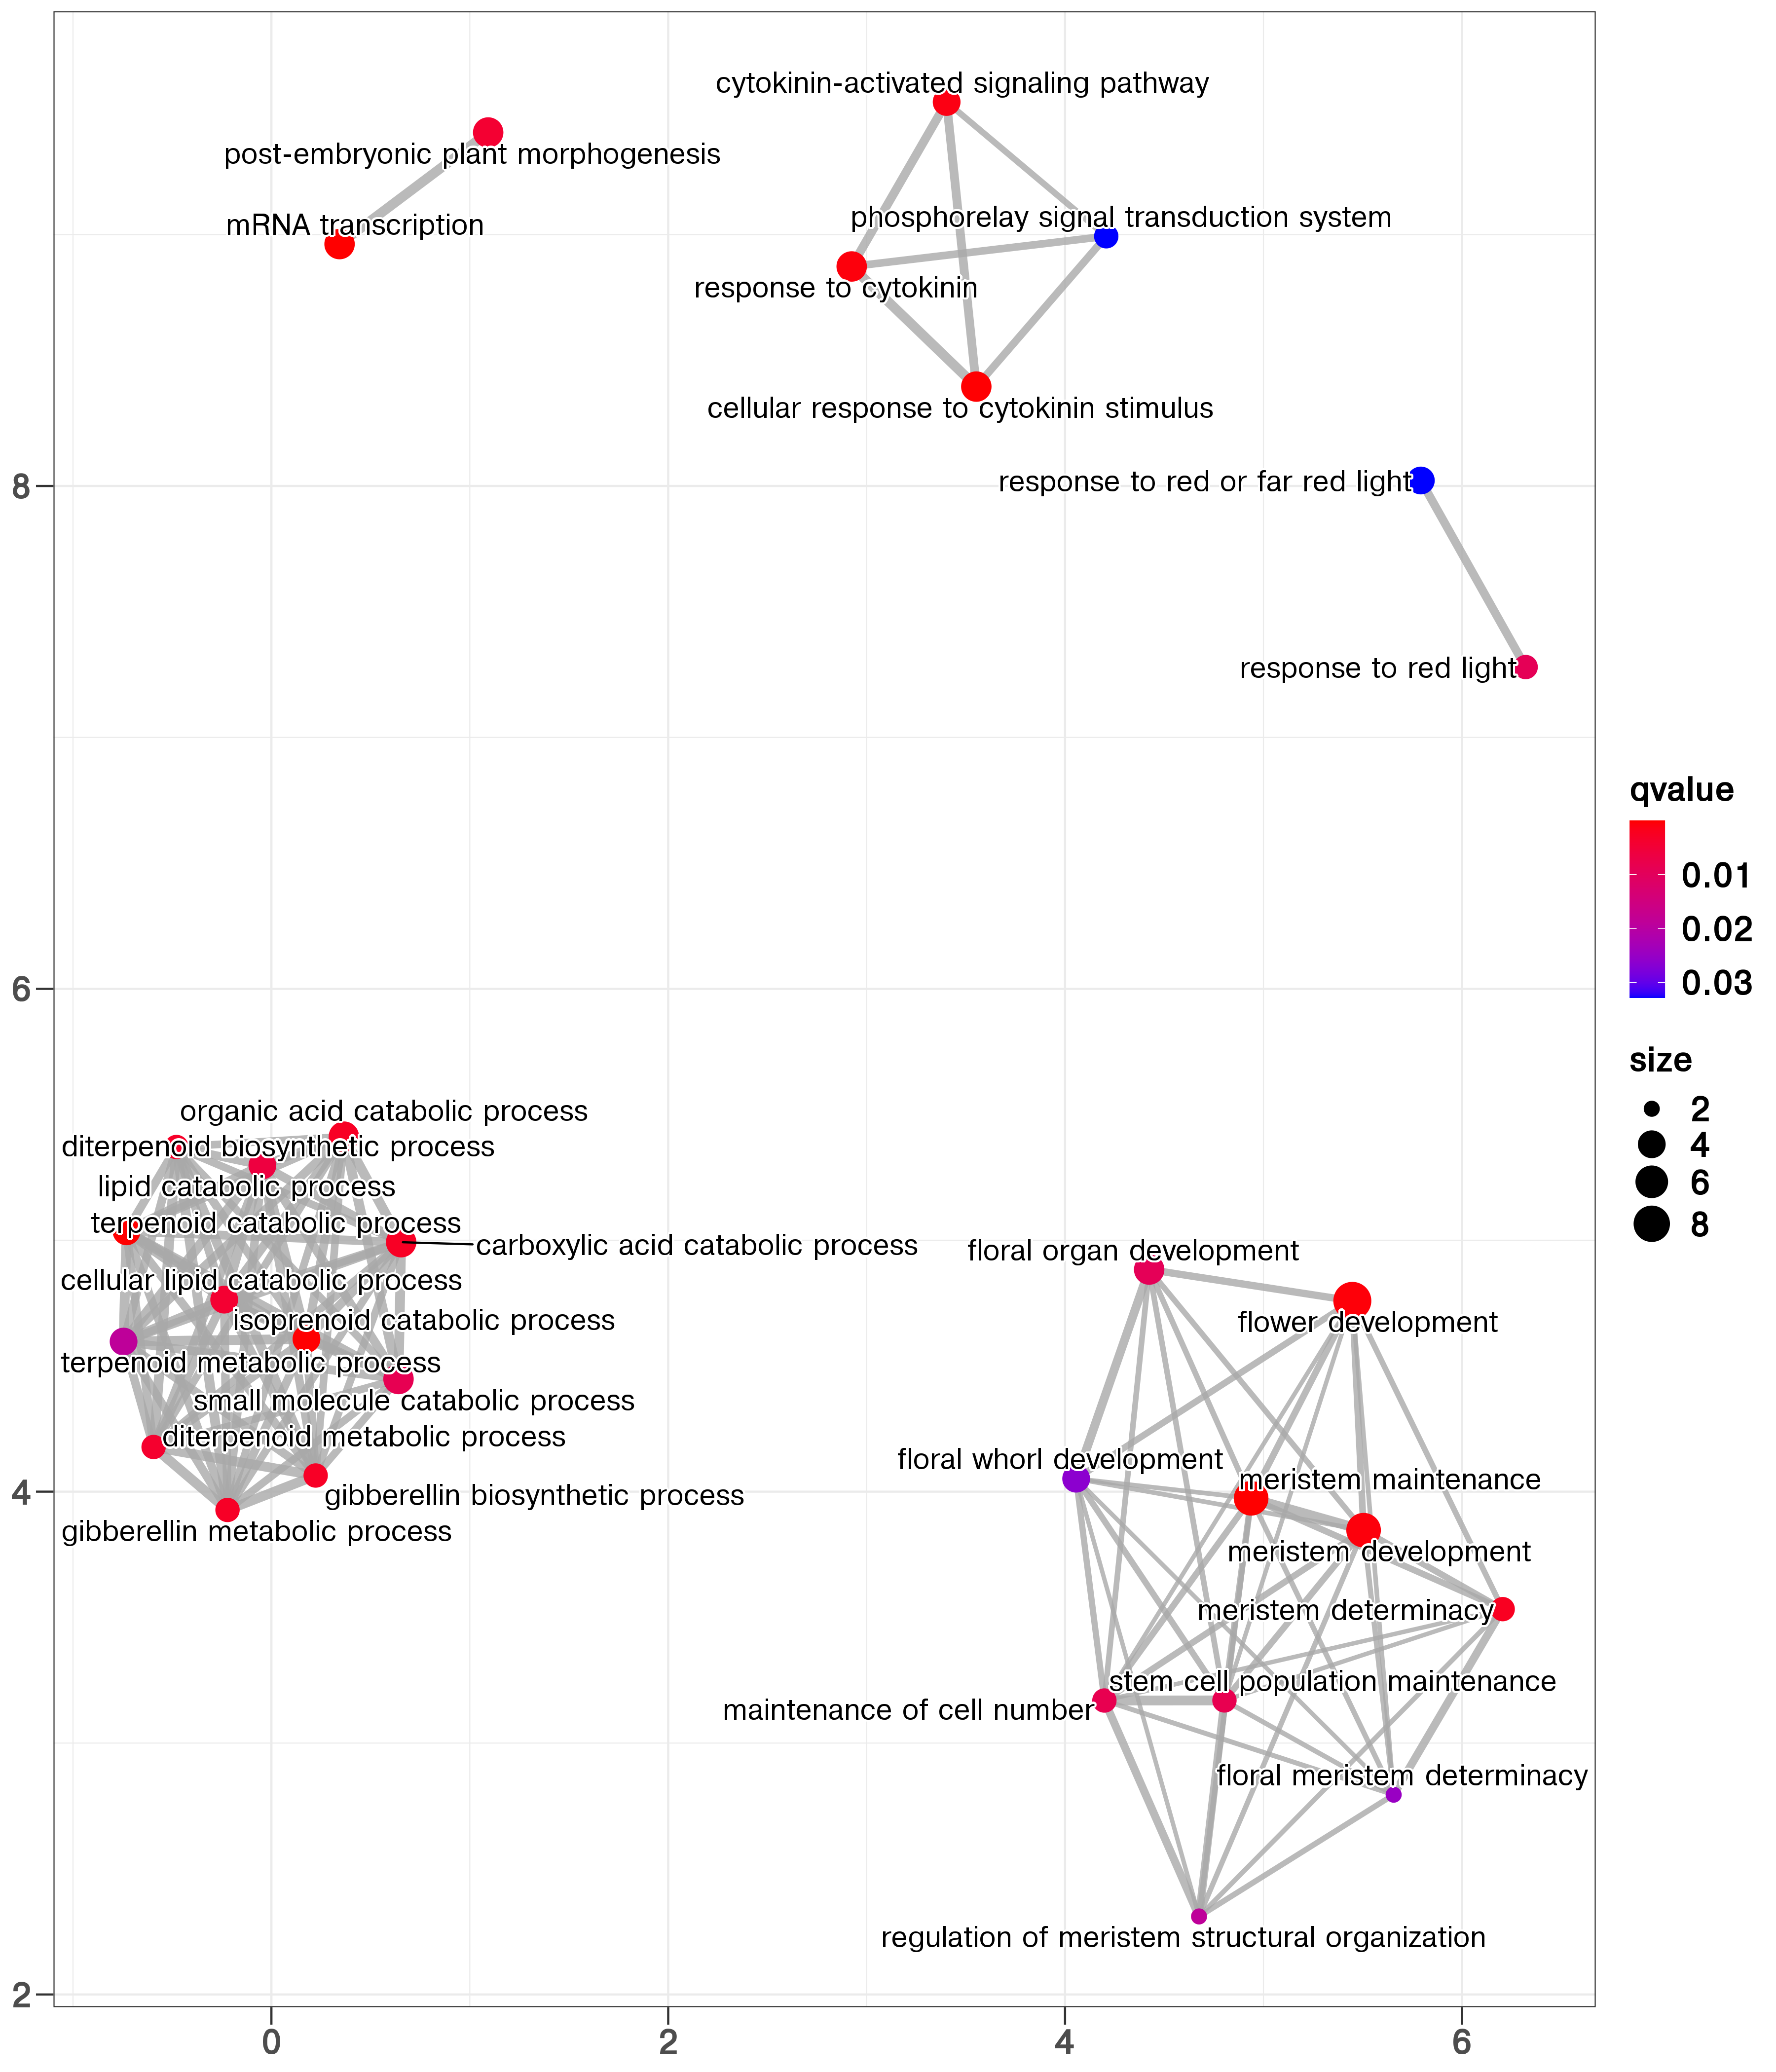 cytokinin-activated signaling pathway
post-embryonic plant morphogenesis
mRNA transcription
phosphorelay signal transduction system
response to cytokinin
cellular response to cytokinin stimulus
response to red or far red light
response to red light
organic acid catabolic process
diterpenoid biosynthetic process
lipid catabolic process
terpenoid catabolic process
carboxylic acid catabolic process
cellular lipid catabolic process
isoprenoid catabolic process
terpenoid metabolic process
small molecule catabolic process
diterpenoid metabolic process
gibberellin biosynthetic process
gibberellin metabolic process
floral organ development
flower development
floral whorl development
meristem maintenance
meristem development
meristem determinacy
stem cell population maintenance
maintenance of cell number
floral meristem determinacy
regulation of meristem structural organization
8
6
4
2
0
2
4
6
qvalue
0.01
0.02
0.03
size
2
4
6
8